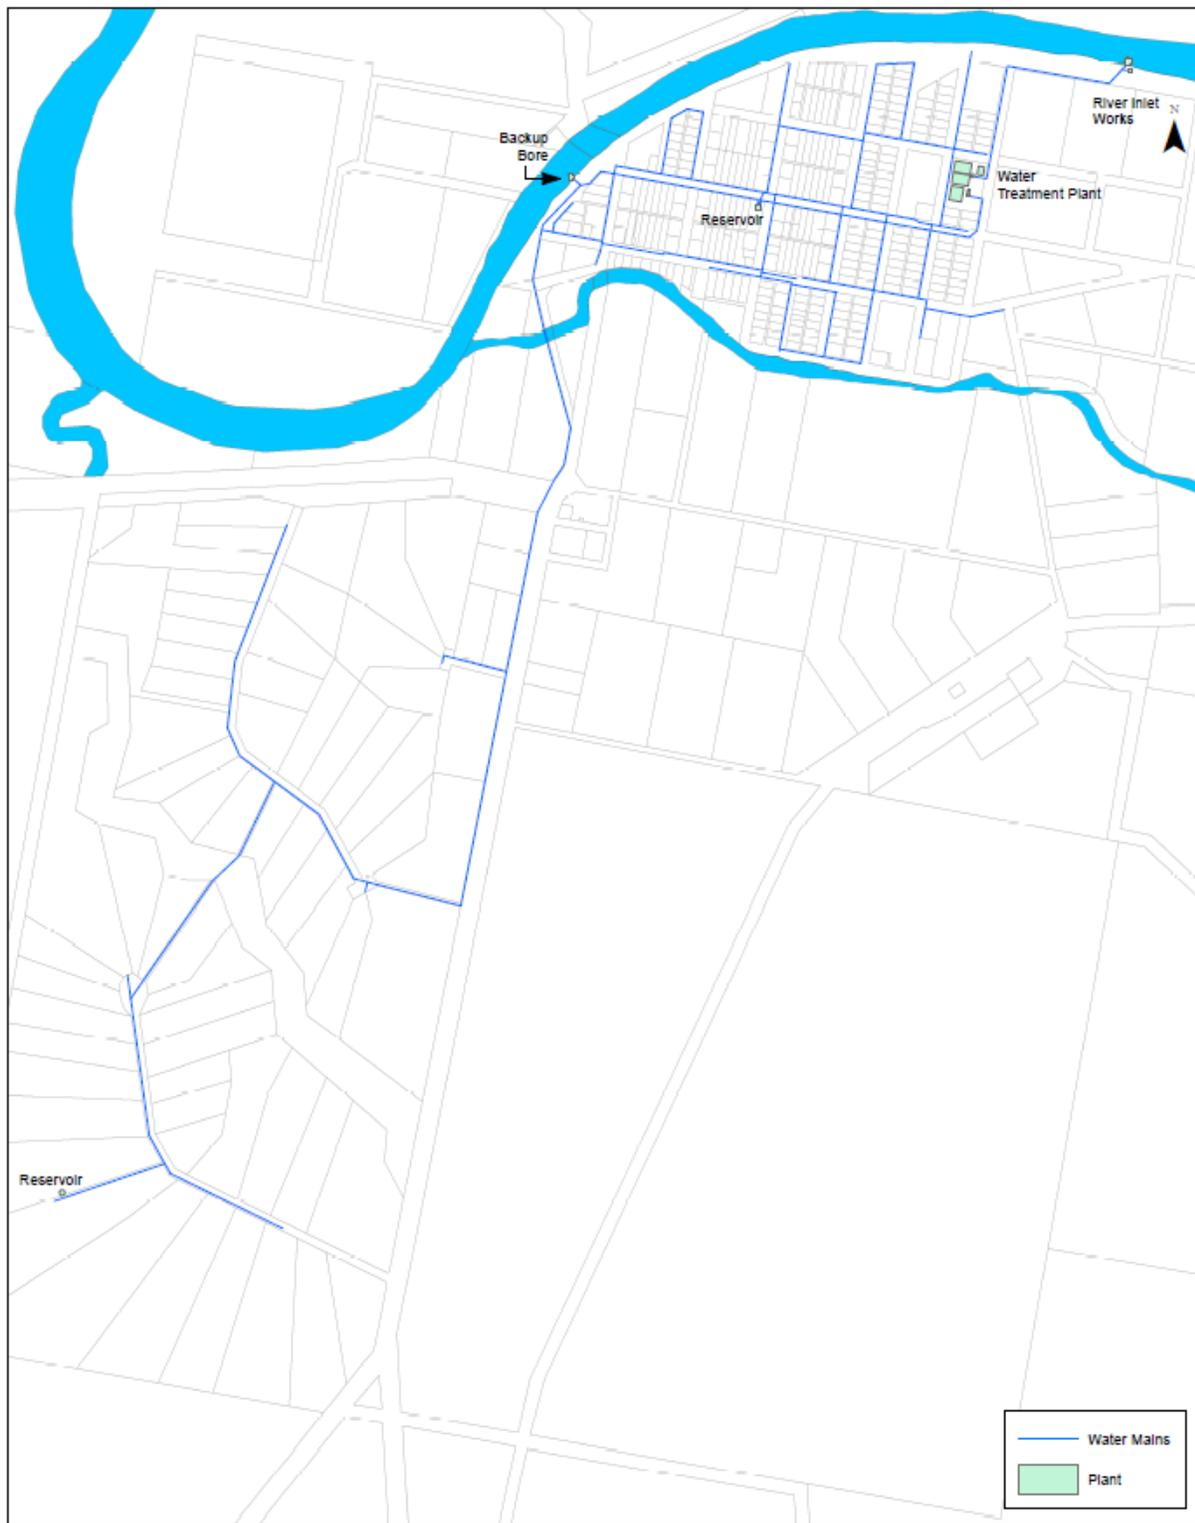 River Inlet
Works
N
Backup
Bore
Water
Treatment Plant
Reservoir
Reservoir
Water Mains
Plant